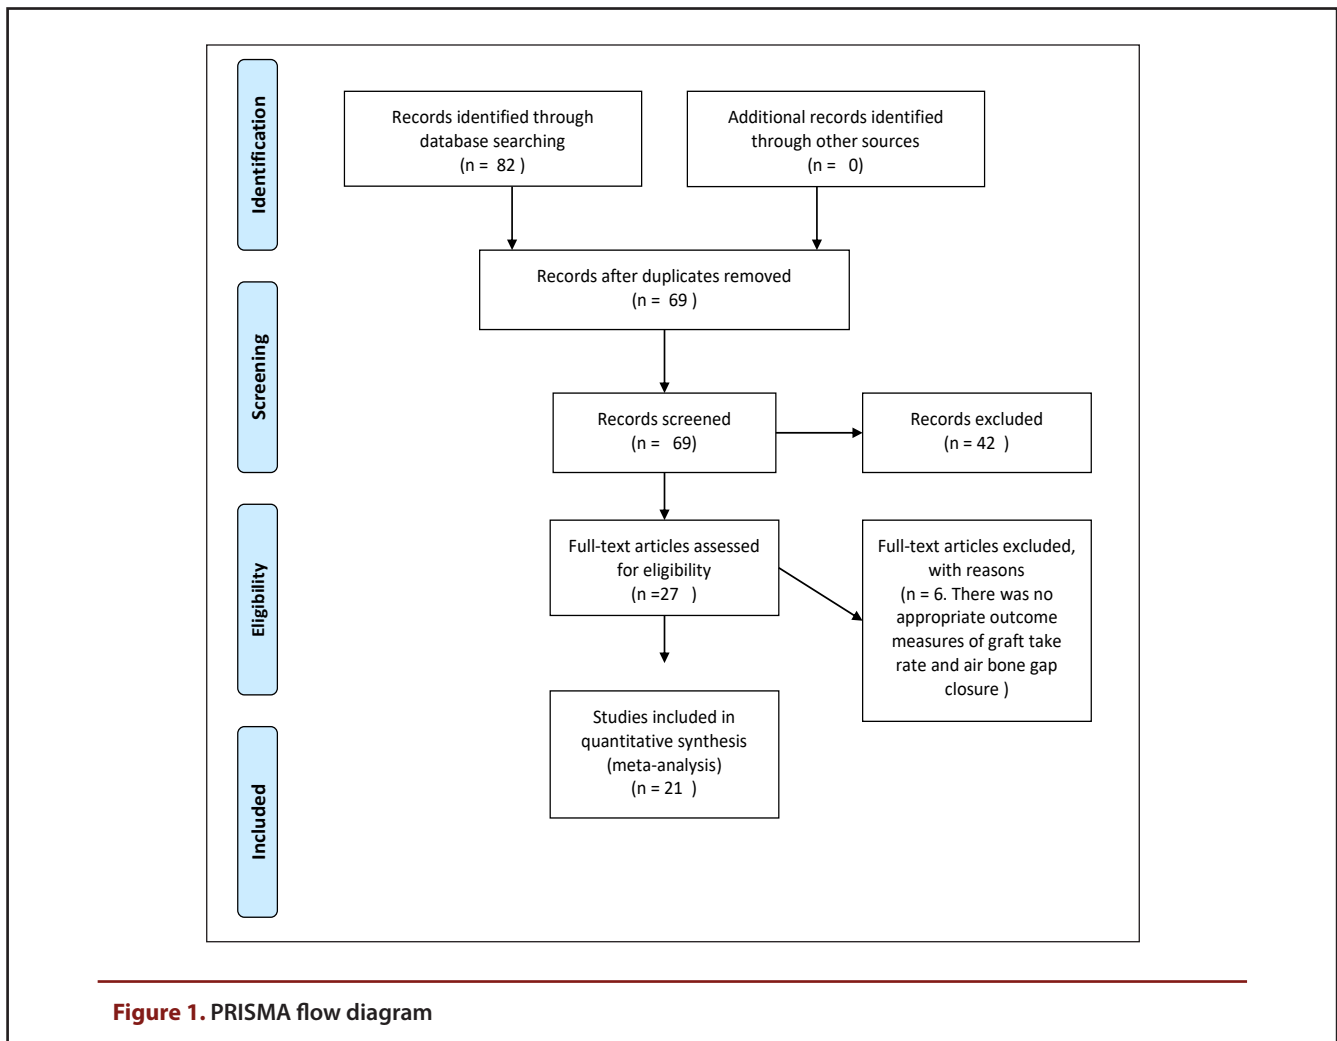 Identification
Records identified through
database searching
(n = 82 )
Additional records identified
through other sources
(n = 0)
Records after duplicates removed
(n = 69 )
Screening
Records screened
(n = 69)
Records excluded
(n = 42 )
Eligibility
Full-text articles assessed
for eligibility
(n =27 )
Full-text articles excluded,
with reasons
(n = 6. There was no
appropriate outcome
measures of graft take
rate and air bone gap
closure )
Included
Studies included in
quantitative synthesis
(meta-analysis)
(n = 21 )
Figure 1. PRISMA flow diagram